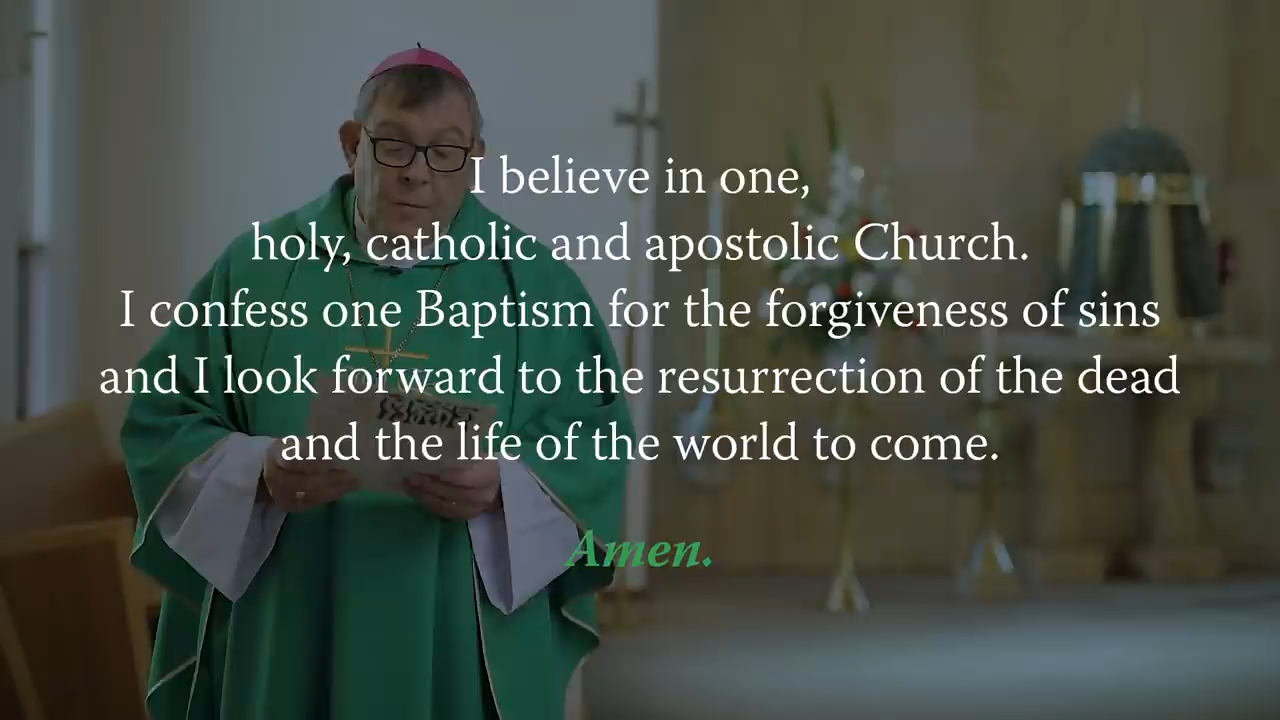 I believe in one,
holy, catholic and apostolic Church.
I confess one Baptism for the forgiveness of sins
and I look forward to the resurrection of the dead
and the life of the world to come.
Amen.